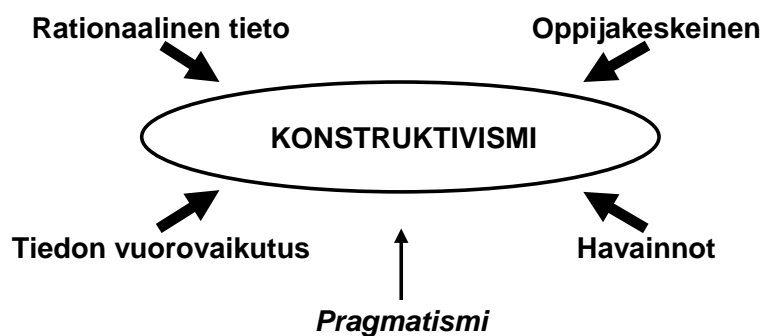 Rationaalinen tieto
Oppijakeskeinen
KONSTRUKTIVISMI
Tiedon vuorovaikutus
Havainnot
Pragmatismi